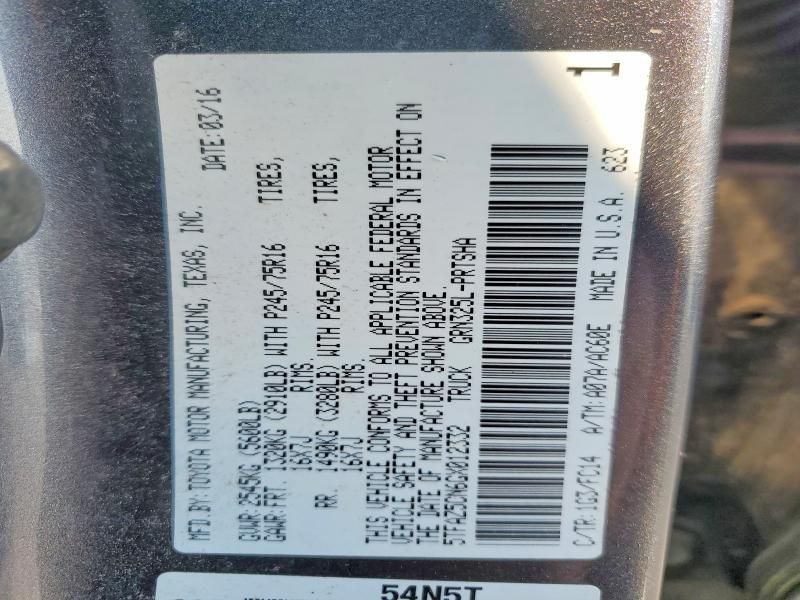 MFD.BY: TOYOTA MOTOR MANUFACTURING, TEXAS, INC. DATE: 03/16
GVWR: 2545KG (5600LB)
GAWR: FRT. 1320KG (2910LB) WITH P245/75R16 TIRES,
16X7J RIMS.
RR. 1490KG (3280LB) WITH P245/75R16 TIRES,
16X7J RIMS.
THIS VEHICLE CONFORMS TO ALL APPLICABLE FEDERAL MOTOR
VEHICLE SAFETY AND THEFT PREVENTION STANDARDS IN EFFECT ON
THE DATE OF MANUFACTURE SHOWN ABOVE.
5TFAZ5CN6GX012332 TRUCK GRN325L-PRTSHA
C/TR: 1G3/FC14 A/TM: A07A/AC60E MADE IN U.S.A. 623
1
54N5T